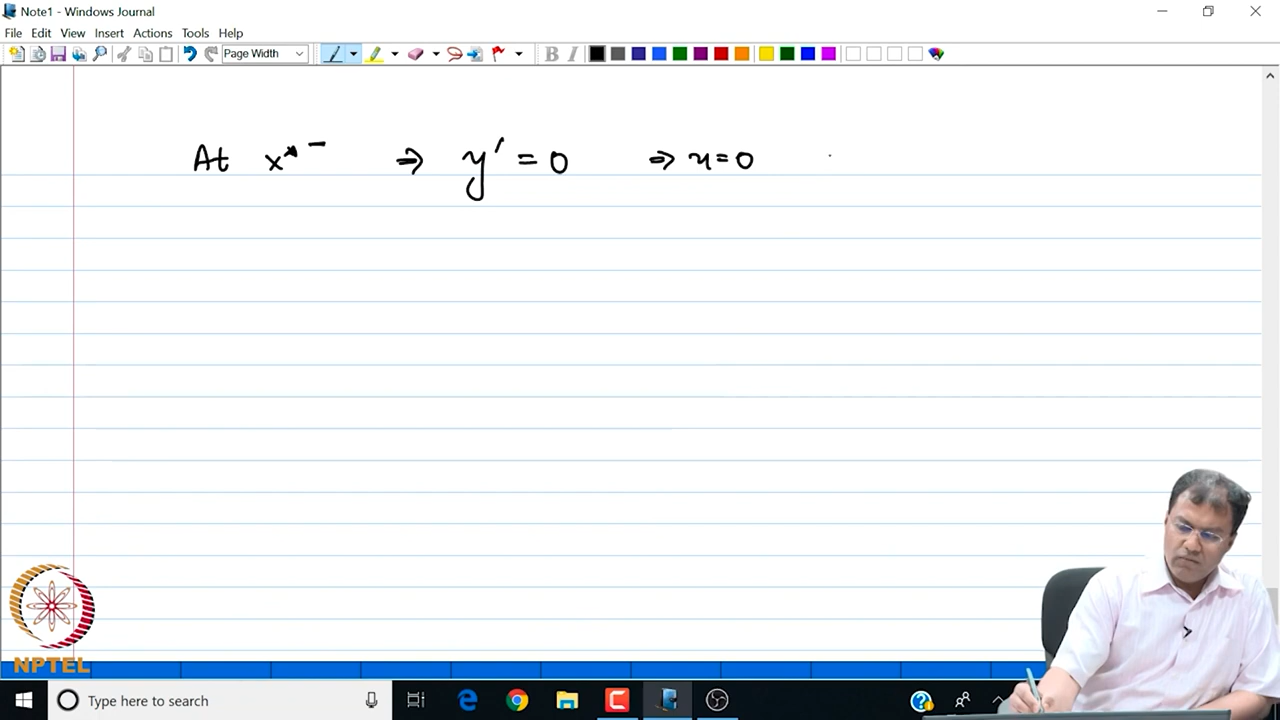 Note1 - Windows Journal
File Edit View Insert Actions Tools Help
Page Width B I
At x*⁻ ⇒ y′ = 0 ⇒ x = 0
NPTEL
Type here to search